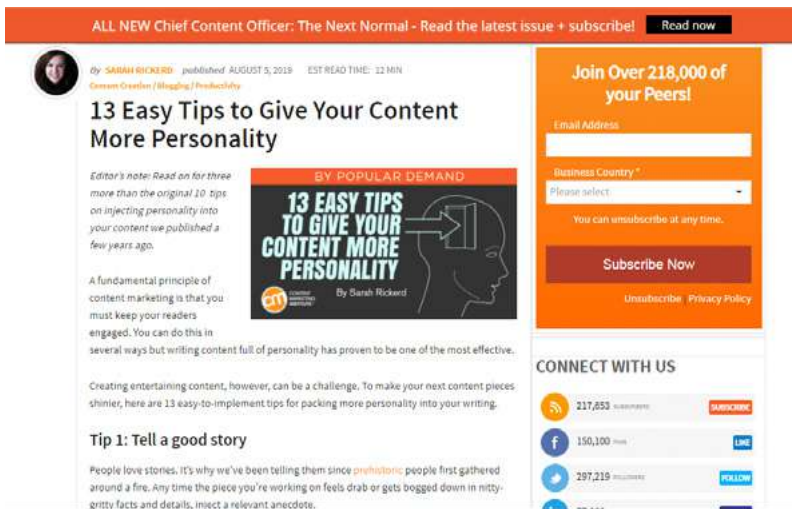 ALL NEW Chief Content Officer: The Next Normal - Read the latest issue + subscribe! Read now
By SARAH RICKERD published AUGUST 5, 2019 EST READ TIME: 12 MIN
Content Creation / Blogging / Productivity
13 Easy Tips to Give Your Content
More Personality
Editor's note: Read on for three
more than the original 10 tips
on injecting personality into
your content we published a
few years ago.
BY POPULAR DEMAND
13 EASY TIPS
TO GIVE YOUR
CONTENT MORE
PERSONALITY
cm CONTENT
MARKETING
INSTITUTE
By Sarah Rickerd
A fundamental principle of
content marketing is that you
must keep your readers
engaged. You can do this in
several ways but writing content full of personality has proven to be one of the most effective.
Creating entertaining content, however, can be a challenge. To make your next content pieces
shinier, here are 13 easy-to-implement tips for packing more personality into your writing.
Tip 1: Tell a good story
People love stories. It's why we've been telling them since prehistoric people first gathered
around a fire. Any time the piece you're working on feels drab or gets bogged down in nitty-
gritty facts and details, inject a relevant anecdote.
Join Over 218,000 of
your Peers!
Email Address
Business Country *
Please select
You can unsubscribe at any time.
Subscribe Now
Unsubscribe | Privacy Policy
CONNECT WITH US
217,653 SUBSCRIBERS SUBSCRIBE
f 150,100 FANS LIKE
297,219 FOLLOWERS FOLLOW